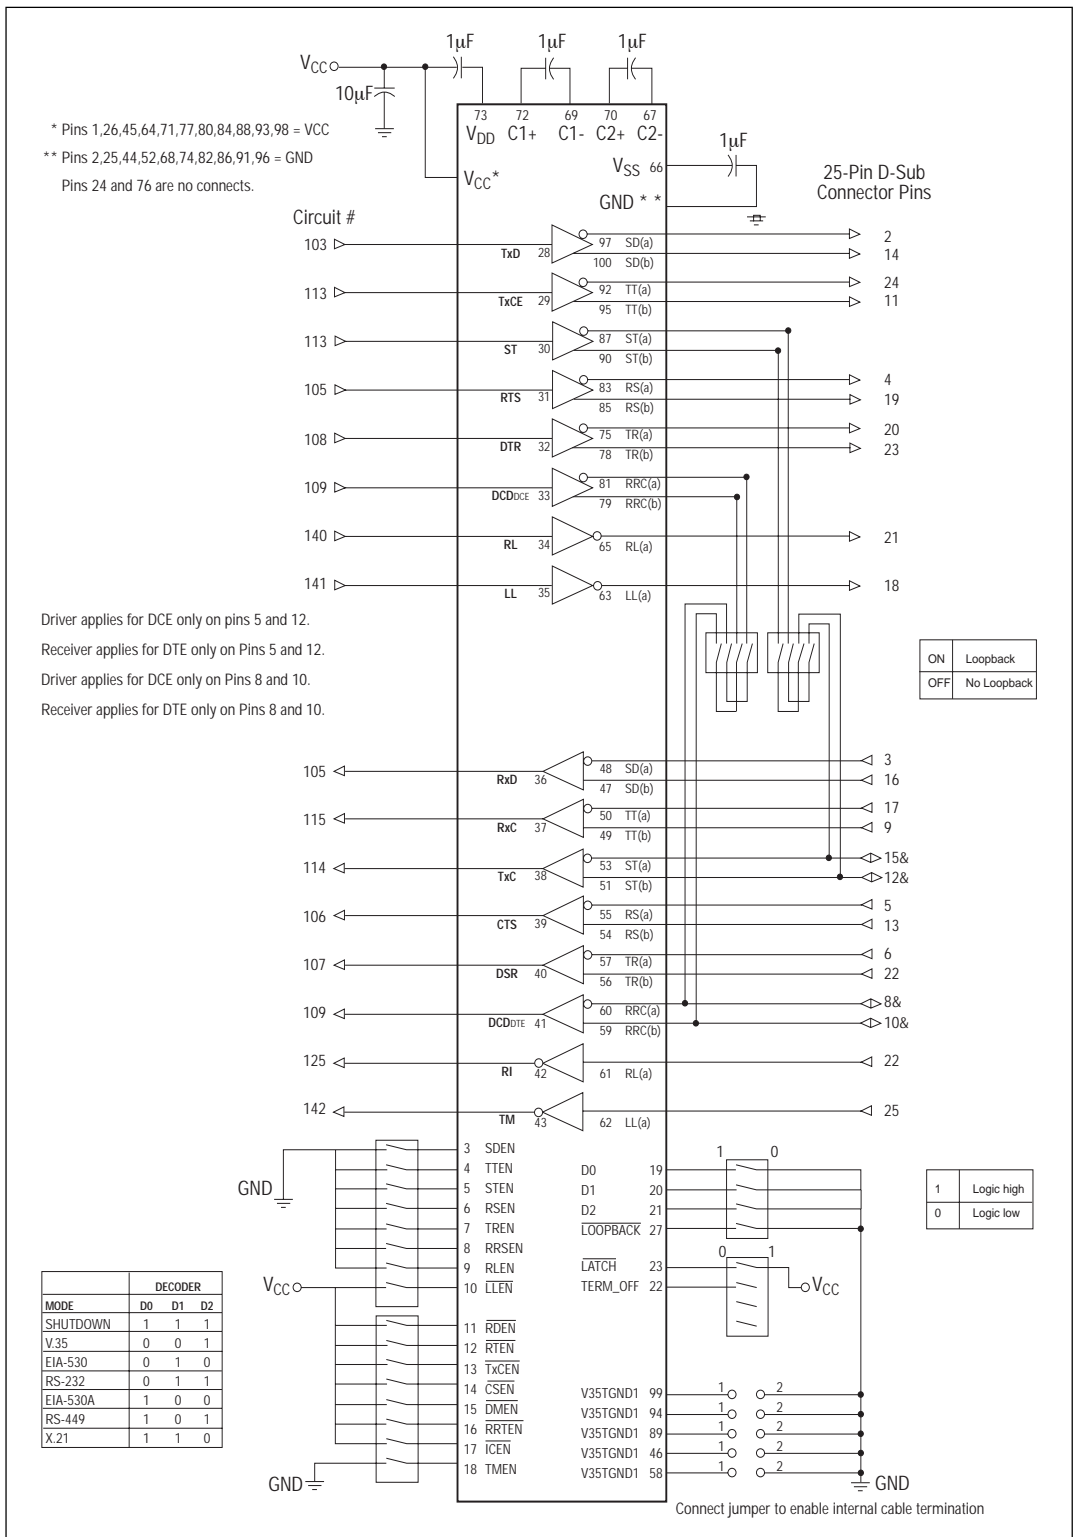 1µF 1µF 1µF
VCC
10µF
73 72 69 70 67
VDD C1+ C1- C2+ C2-
* Pins 1,26,45,64,71,77,80,84,88,93,98 = VCC
** Pins 2,25,44,52,68,74,82,86,91,96 = GND
Pins 24 and 76 are no connects.
VCC*
VSS 66
1µF
GND * *
25-Pin D-Sub
Connector Pins
Circuit #
103 TxD 28 97 SD(a) 2
100 SD(b) 14
113 TxCE 29 92 TT(a) 24
95 TT(b) 11
113 ST 30 87 ST(a)
90 ST(b)
105 RTS 31 83 RS(a) 4
85 RS(b) 19
108 DTR 32 75 TR(a) 20
78 TR(b) 23
109 DCDDCE 33 81 RRC(a)
79 RRC(b)
140 RL 34 65 RL(a) 21
141 LL 35 63 LL(a) 18
Driver applies for DCE only on pins 5 and 12.
Receiver applies for DTE only on Pins 5 and 12.
Driver applies for DCE only on Pins 8 and 10.
Receiver applies for DTE only on Pins 8 and 10.
ON Loopback
OFF No Loopback
105 RxD 36 48 SD(a) 3
47 SD(b) 16
115 RxC 37 50 TT(a) 17
49 TT(b) 9
114 TxC 38 53 ST(a) 15&
51 ST(b) 12&
106 CTS 39 55 RS(a) 5
54 RS(b) 13
107 DSR 40 57 TR(a) 6
56 TR(b) 22
109 DCDDTE 41 60 RRC(a) 8&
59 RRC(b) 10&
125 RI 42 61 RL(a) 22
142 TM 43 62 LL(a) 25
GND
3 SDEN
4 TTEN
5 STEN
6 RSEN
7 TREN
8 RRSEN
9 RLEN
VCC 10 LLEN
11 RDEN
12 RTEN
13 TxCEN
14 CSEN
15 DMEN
16 RRTEN
17 ICEN
18 TMEN
GND
1 0
D0 19
D1 20
D2 21
LOOPBACK 27
0 1
LATCH 23
TERM_OFF 22
VCC
1 Logic high
0 Logic low
DECODER
MODE D0 D1 D2
SHUTDOWN 1 1 1
V.35 0 0 1
EIA-530 0 1 0
RS-232 0 1 1
EIA-530A 1 0 0
RS-449 1 0 1
X.21 1 1 0
V35TGND1 99 1 2
V35TGND1 94 1 2
V35TGND1 89 1 2
V35TGND1 46 1 2
V35TGND1 58 1 2
GND
Connect jumper to enable internal cable termination